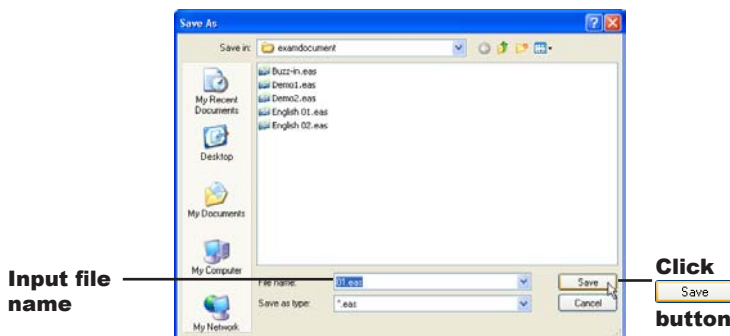 Save As
Save in: examdocument
Buzz-in.eas
Demo1.eas
Demo2.eas
English 01.eas
English 02.eas
My Recent
Documents
Desktop
My Documents
My Computer
My Network
File name: 01.eas Save
Save as type: *.eas Cancel
Input file
name
Click
Save
button